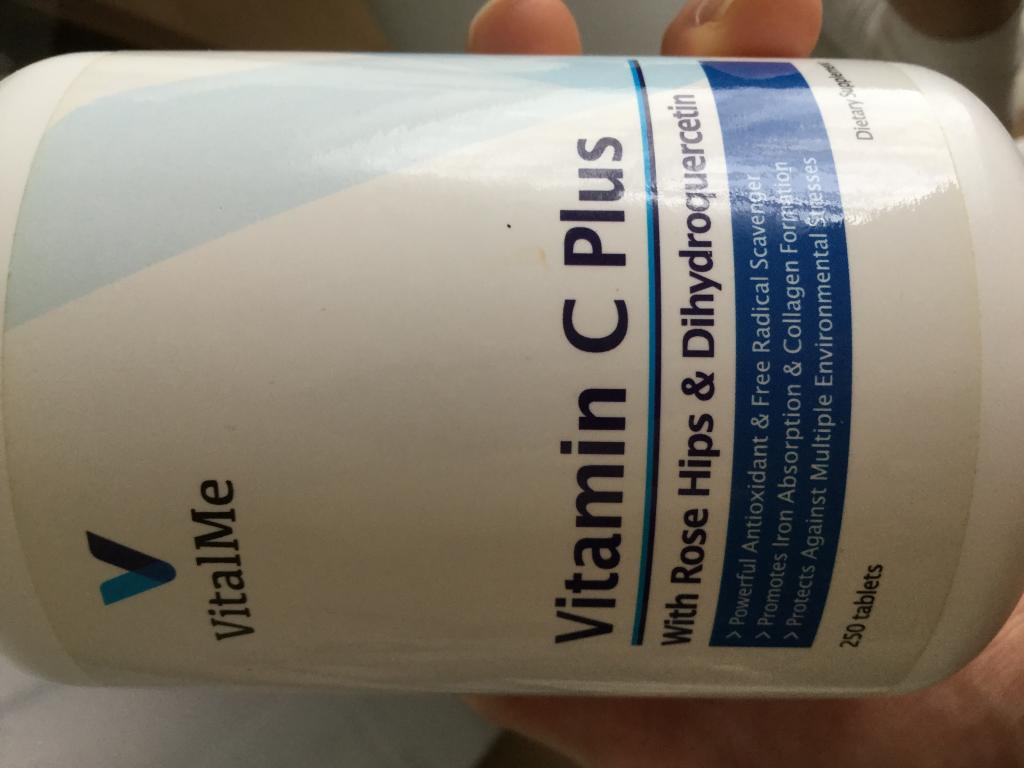 VitalMe
Vitamin C Plus
With Rose Hips & Dihydroquercetin
> Powerful Antioxidant & Free Radical Scavenger
> Promotes Iron Absorption & Collagen Formation
> Protects Against Multiple Environmental Stresses
250 tablets
Dietary Supplement